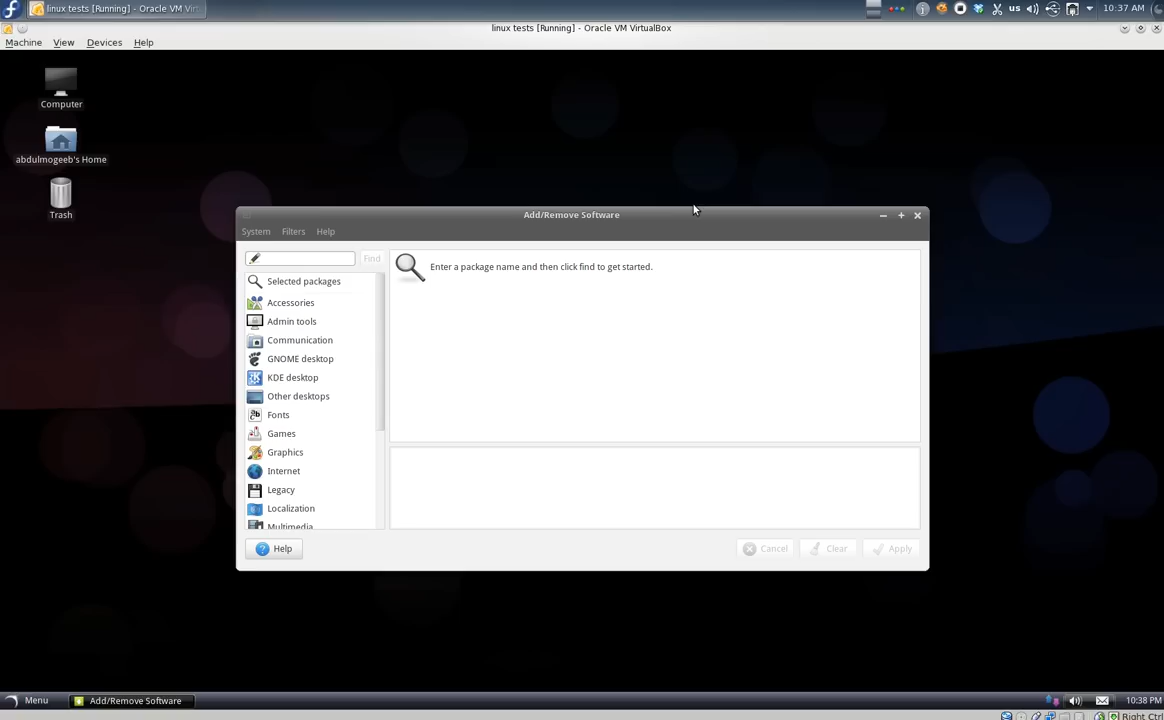 linux tests [Running] - Oracle VM Virt
us
10:37 AM
linux tests [Running] - Oracle VM VirtualBox
Machine View Devices Help
Computer
abdulmogeeb's Home
Trash
Add/Remove Software
System Filters Help
Find
Enter a package name and then click find to get started.
Selected packages
Accessories
Admin tools
Communication
GNOME desktop
KDE desktop
Other desktops
Fonts
Games
Graphics
Internet
Legacy
Localization
Multimedia
Help
Cancel
Clear
Apply
Menu
Add/Remove Software
10:38 PM
Right Ctrl